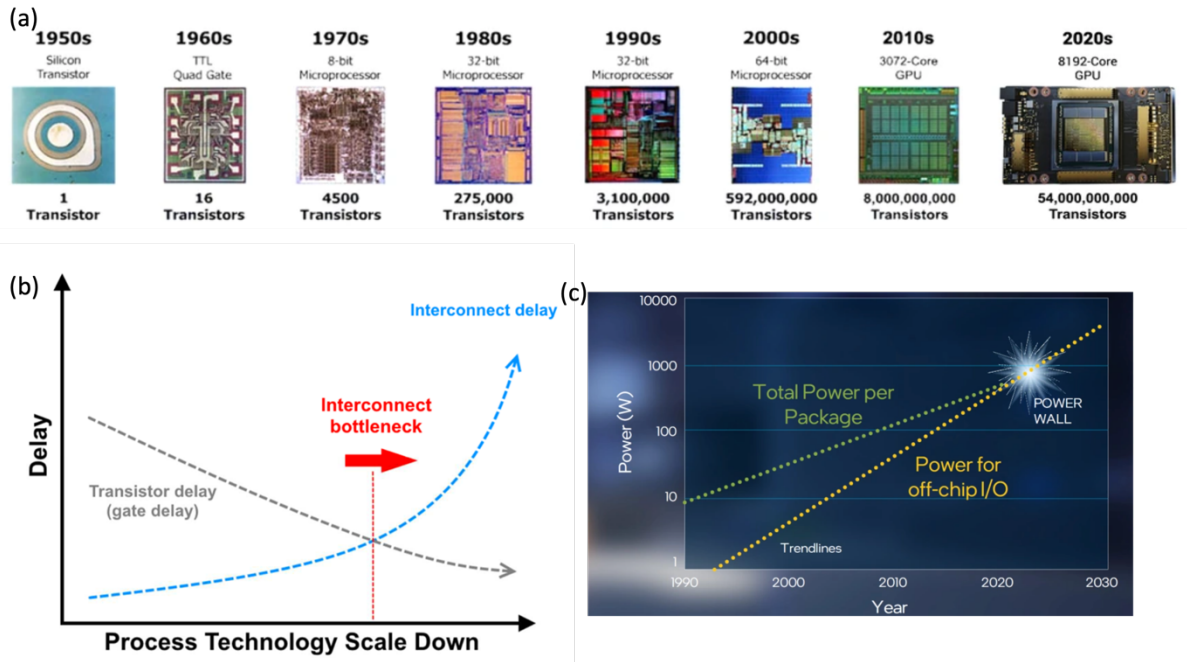 (a)
1950s
Silicon
Transistor
1
Transistor
1960s
TTL
Quad Gate
16
Transistors
1970s
8-bit
Microprocessor
4500
Transistors
1980s
32-bit
Microprocessor
275,000
Transistors
1990s
32-bit
Microprocessor
3,100,000
Transistors
2000s
64-bit
Microprocessor
592,000,000
Transistors
2010s
3072-Core
GPU
8,000,000,000
Transistors
2020s
8192-Core
GPU
54,000,000,000
Transistors
(b)
Delay
Interconnect delay
Interconnect
bottleneck
Transistor delay
(gate delay)
Process Technology Scale Down
(c)
Power (W)
10000
1000
100
10
1
Total Power per
Package
POWER
WALL
Power for
off-chip I/O
Trendlines
1990
2000
2010
2020
2030
Year